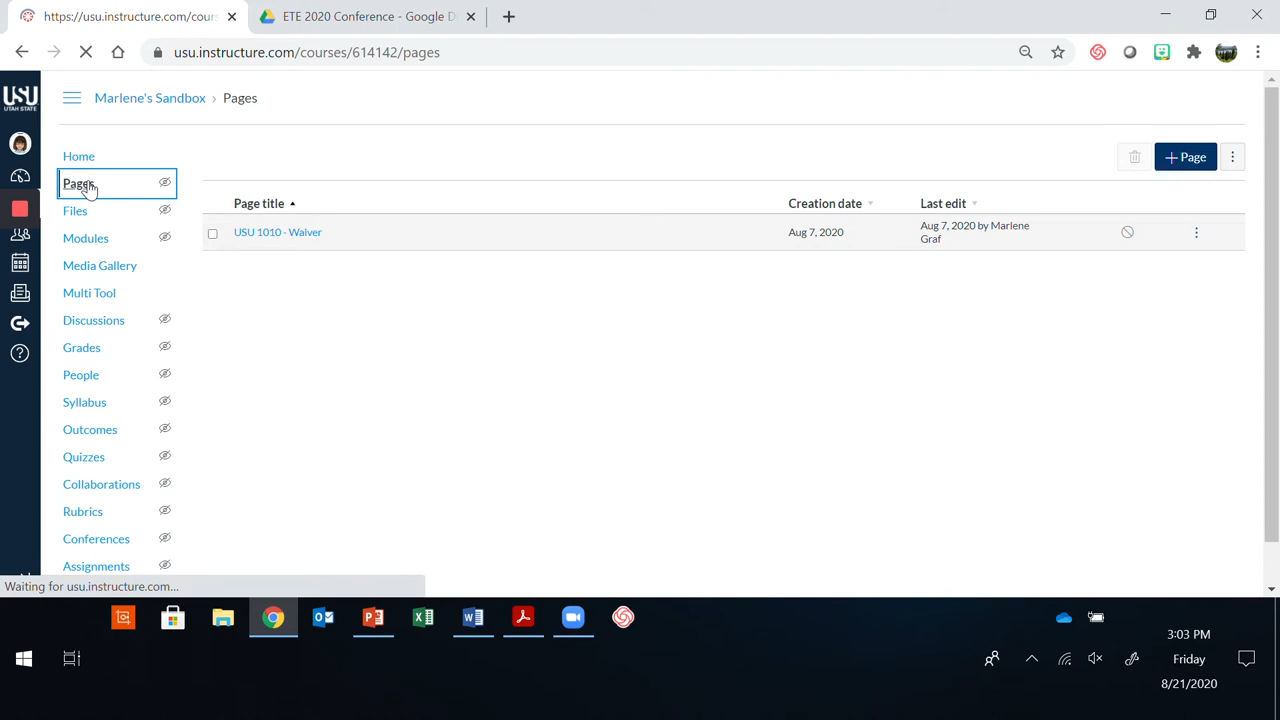 https://usu.instructure.com/cours
ETE 2020 Conference - Google D
usu.instructure.com/courses/614142/pages
USU
UTAH STATE
Marlene's Sandbox › Pages
Home
Pages
Files
Modules
Media Gallery
Multi Tool
Discussions
Grades
People
Syllabus
Outcomes
Quizzes
Collaborations
Rubrics
Conferences
Assignments
+ Page
Page title
Creation date
Last edit
USU 1010 - Waiver
Aug 7, 2020
Aug 7, 2020 by Marlene
Graf
Waiting for usu.instructure.com...
3:03 PM
Friday
8/21/2020